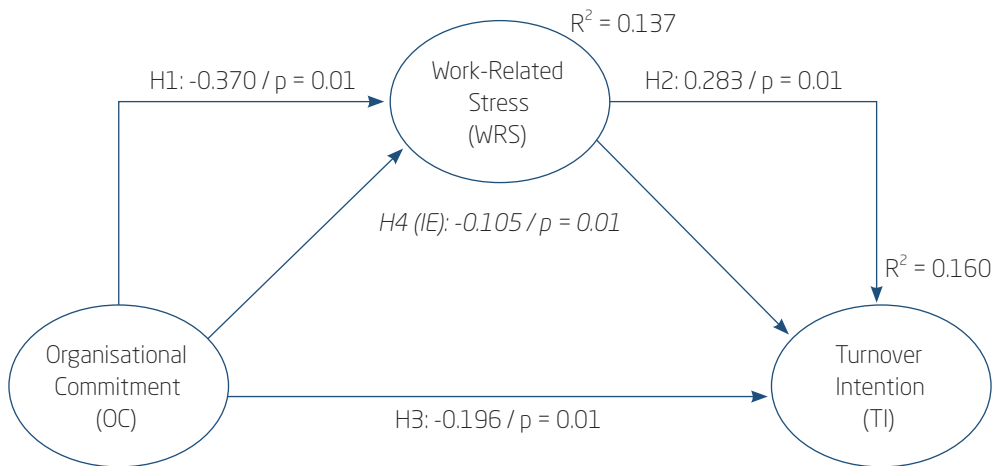 R² = 0.137
Work-Related
Stress
(WRS)
H1: -0.370 / p = 0.01
H2: 0.283 / p = 0.01
H4 (IE): -0.105 / p = 0.01
R² = 0.160
Organisational
Commitment
(OC)
Turnover
Intention
(TI)
H3: -0.196 / p = 0.01